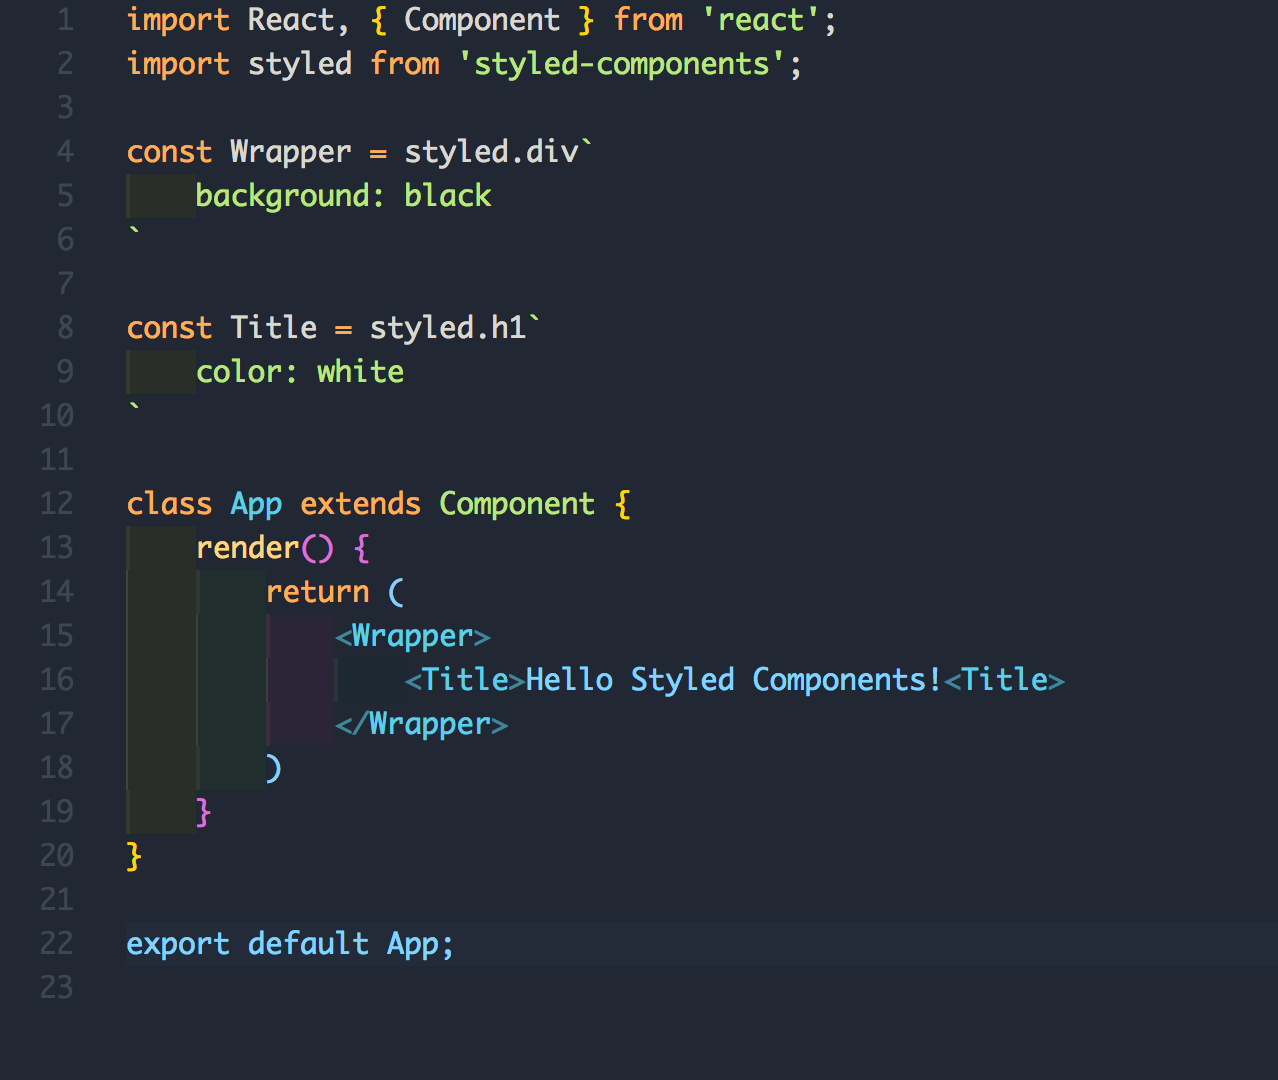 1 import React, { Component } from 'react';
2 import styled from 'styled-components';
3
4 const Wrapper = styled.div`
5     background: black
6 `
7
8 const Title = styled.h1`
9     color: white
10 `
11
12 class App extends Component {
13     render() {
14         return (
15             <Wrapper>
16                 <Title>Hello Styled Components!<Title>
17             </Wrapper>
18         )
19     }
20 }
21
22 export default App;
23